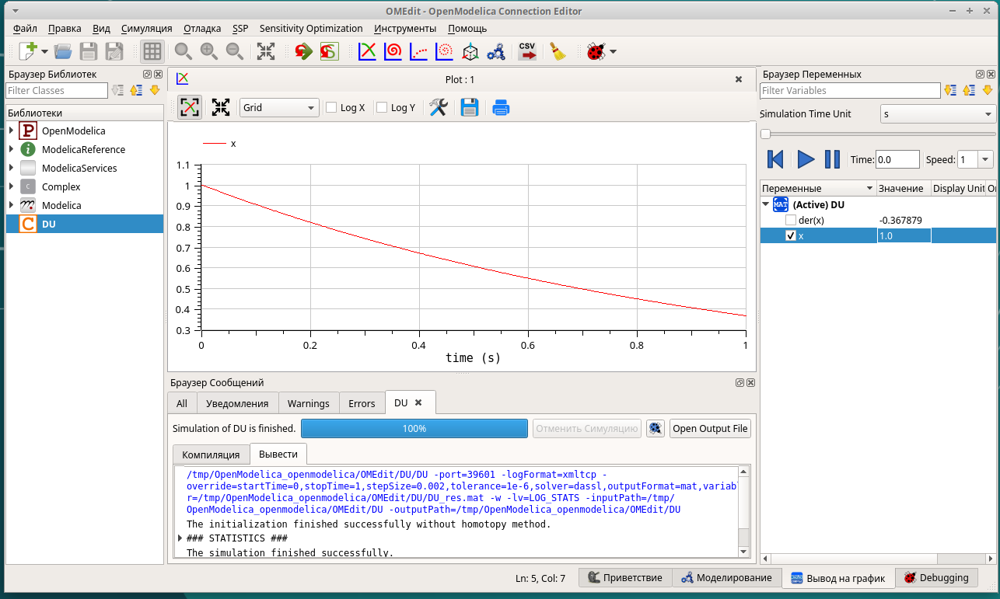 OMEdit - OpenModelica Connection Editor
Файл Правка Вид Симуляция Отладка SSP Sensitivity Optimization Инструменты Помощь
CSV
Браузер Библиотек
Filter Classes
Библиотеки
P OpenModelica
i ModelicaReference
ModelicaServices
C Complex
Modelica
C DU
Plot : 1
Grid Log X Log Y
x
1.1
1
0.9
0.8
0.7
0.6
0.5
0.4
0.3
0 0.2 0.4 0.6 0.8 1
time (s)
Браузер Сообщений
All Уведомления Warnings Errors DU
Simulation of DU is finished. 100% Отменить Симуляцию Open Output File
Компиляция Вывести
/tmp/OpenModelica_openmodelica/OMEdit/DU/DU -port=39601 -logFormat=xmltcp -
override=startTime=0,stopTime=1,stepSize=0.002,tolerance=1e-6,solver=dassl,outputFormat=mat,variabl
r=/tmp/OpenModelica_openmodelica/OMEdit/DU/DU_res.mat -w -lv=LOG_STATS -inputPath=/tmp/
OpenModelica_openmodelica/OMEdit/DU -outputPath=/tmp/OpenModelica_openmodelica/OMEdit/DU
The initialization finished successfully without homotopy method.
### STATISTICS ###
The simulation finished successfully.
Браузер Переменных
Filter Variables
Simulation Time Unit s
Time: 0.0 Speed: 1
Переменные Значение Display Unit
MAT (Active) DU
der(x) -0.367879
x 1.0
Ln: 5, Col: 7 Приветствие Моделирование Вывод на график Debugging